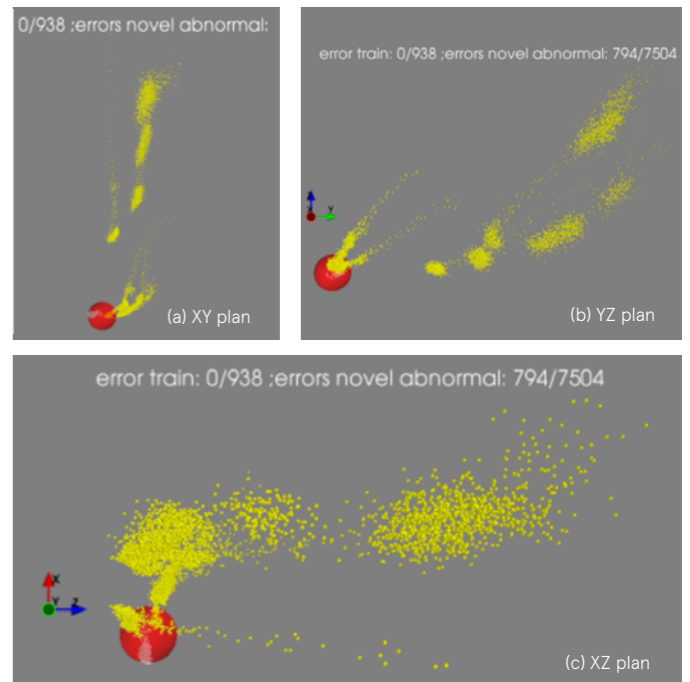 0/938 ;errors novel abnormal:
(a) XY plan
error train: 0/938 ;errors novel abnormal: 794/7504
Y
(b) YZ plan
error train: 0/938 ;errors novel abnormal: 794/7504
X
Y
Z
(c) XZ plan